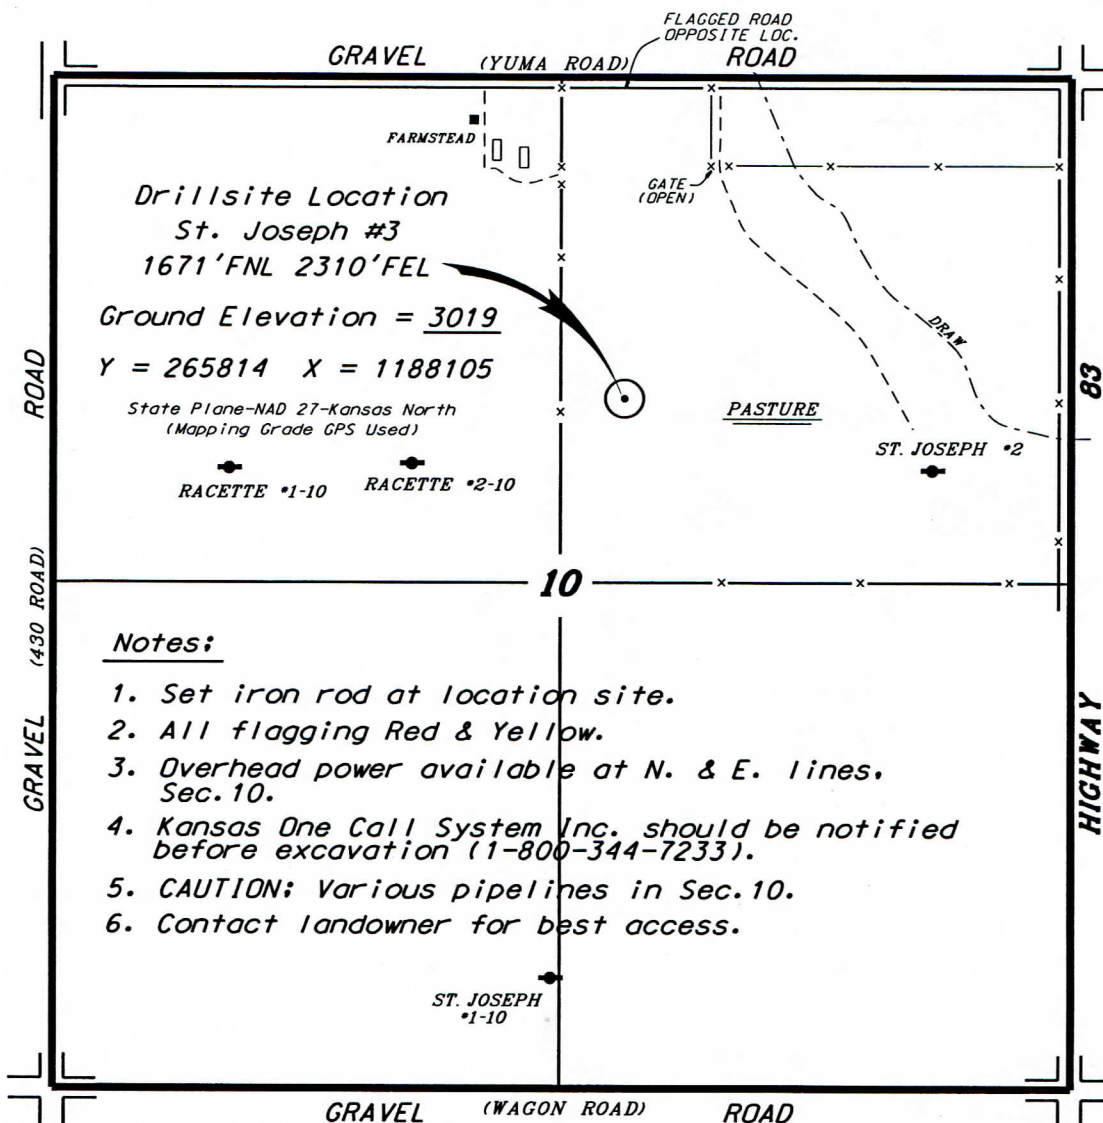 FLAGGED ROAD
OPPOSITE LOC.
GRAVEL (YUMA ROAD) ROAD
FARMSTEAD
GATE
(OPEN)
Drillsite Location
St. Joseph #3
1671'FNL 2310'FEL
Ground Elevation = 3019
Y = 265814 X = 1188105
State Plane-NAD 27-Kansas North
(Mapping Grade GPS Used)
DRAW
PASTURE
ST. JOSEPH #2
RACETTE #1-10
RACETTE #2-10
10
GRAVEL (430 ROAD) ROAD
HIGHWAY 83
Notes:
1. Set iron rod at location site.
2. All flagging Red & Yellow.
3. Overhead power available at N. & E. lines,
Sec.10.
4. Kansas One Call System Inc. should be notified
before excavation (1-800-344-7233).
5. CAUTION: Various pipelines in Sec.10.
6. Contact landowner for best access.
ST. JOSEPH
#1-10
GRAVEL (WAGON ROAD) ROAD